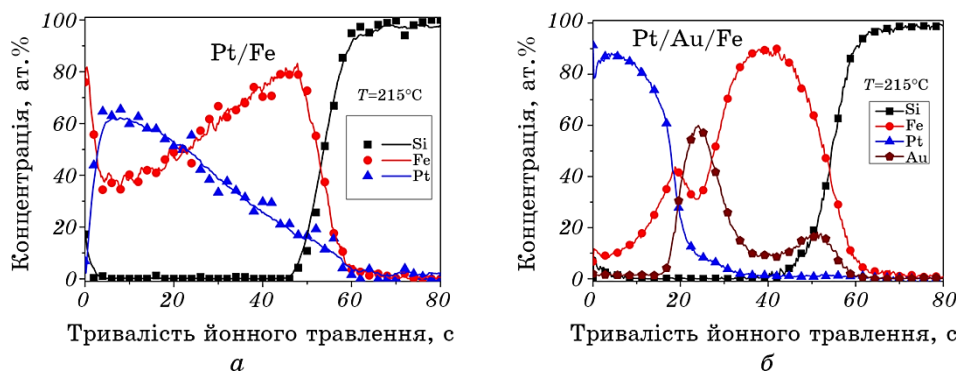 Концентрація, ат.%
100
80
60
40
20
0
Pt/Fe
T=215°C
Si
Fe
Pt
0 20 40 60 80
Тривалість йонного травлення, с
а
Концентрація, ат.%
100
80
60
40
20
0
Pt/Au/Fe
T=215°C
Si
Fe
Pt
Au
0 20 40 60 80
Тривалість йонного травлення, с
б